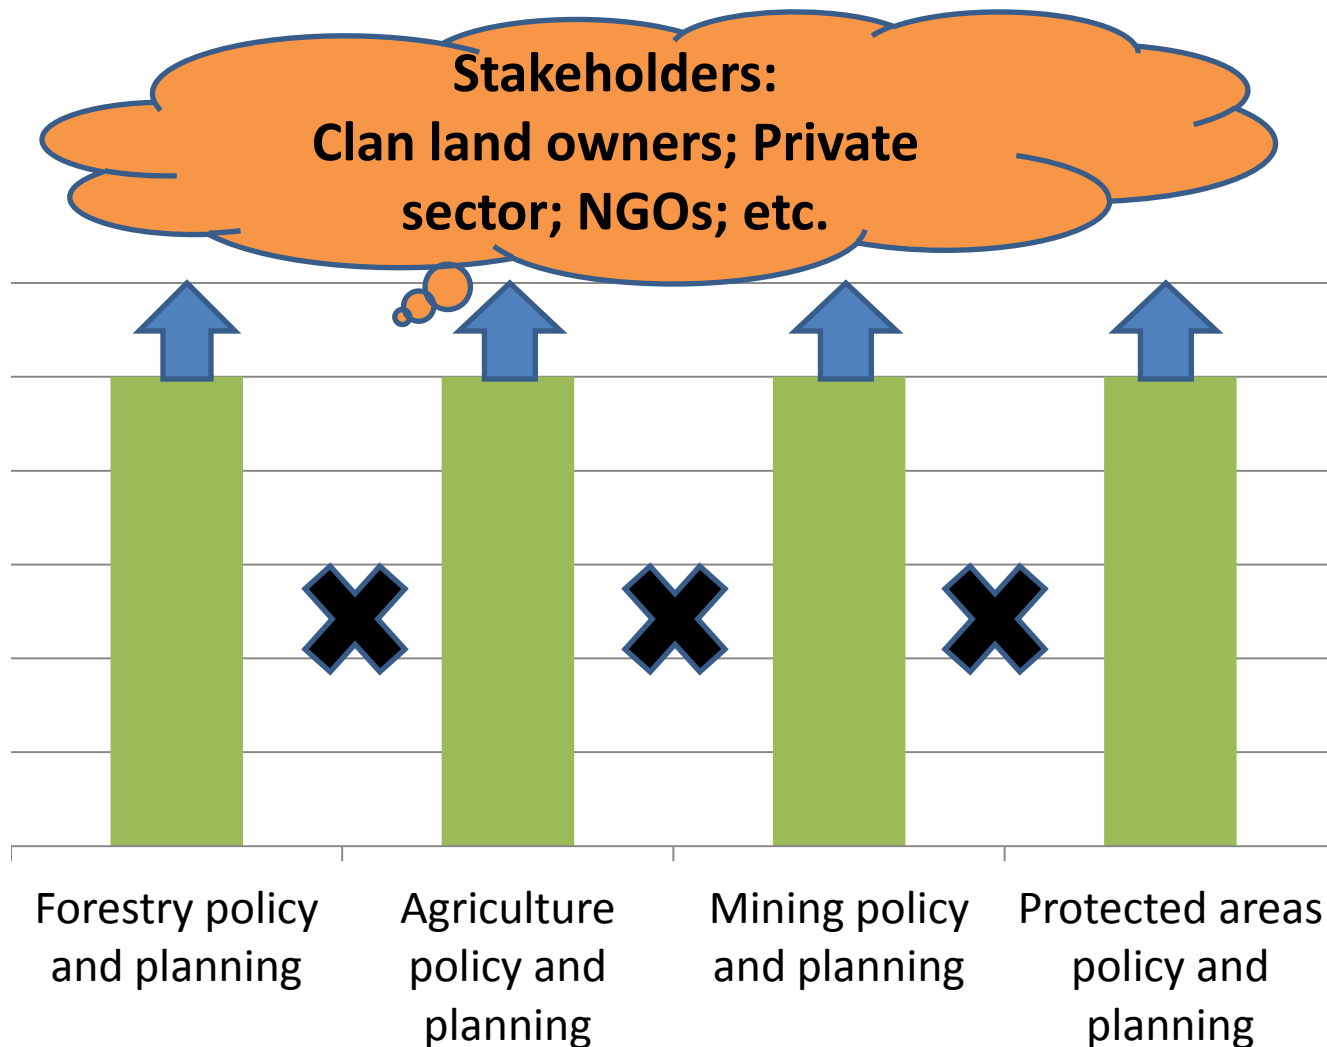 Stakeholders:
Clan land owners; Private
sector; NGOs; etc.
Forestry policy
and planning
Agriculture
policy and
planning
Mining policy
and planning
Protected areas
policy and
planning